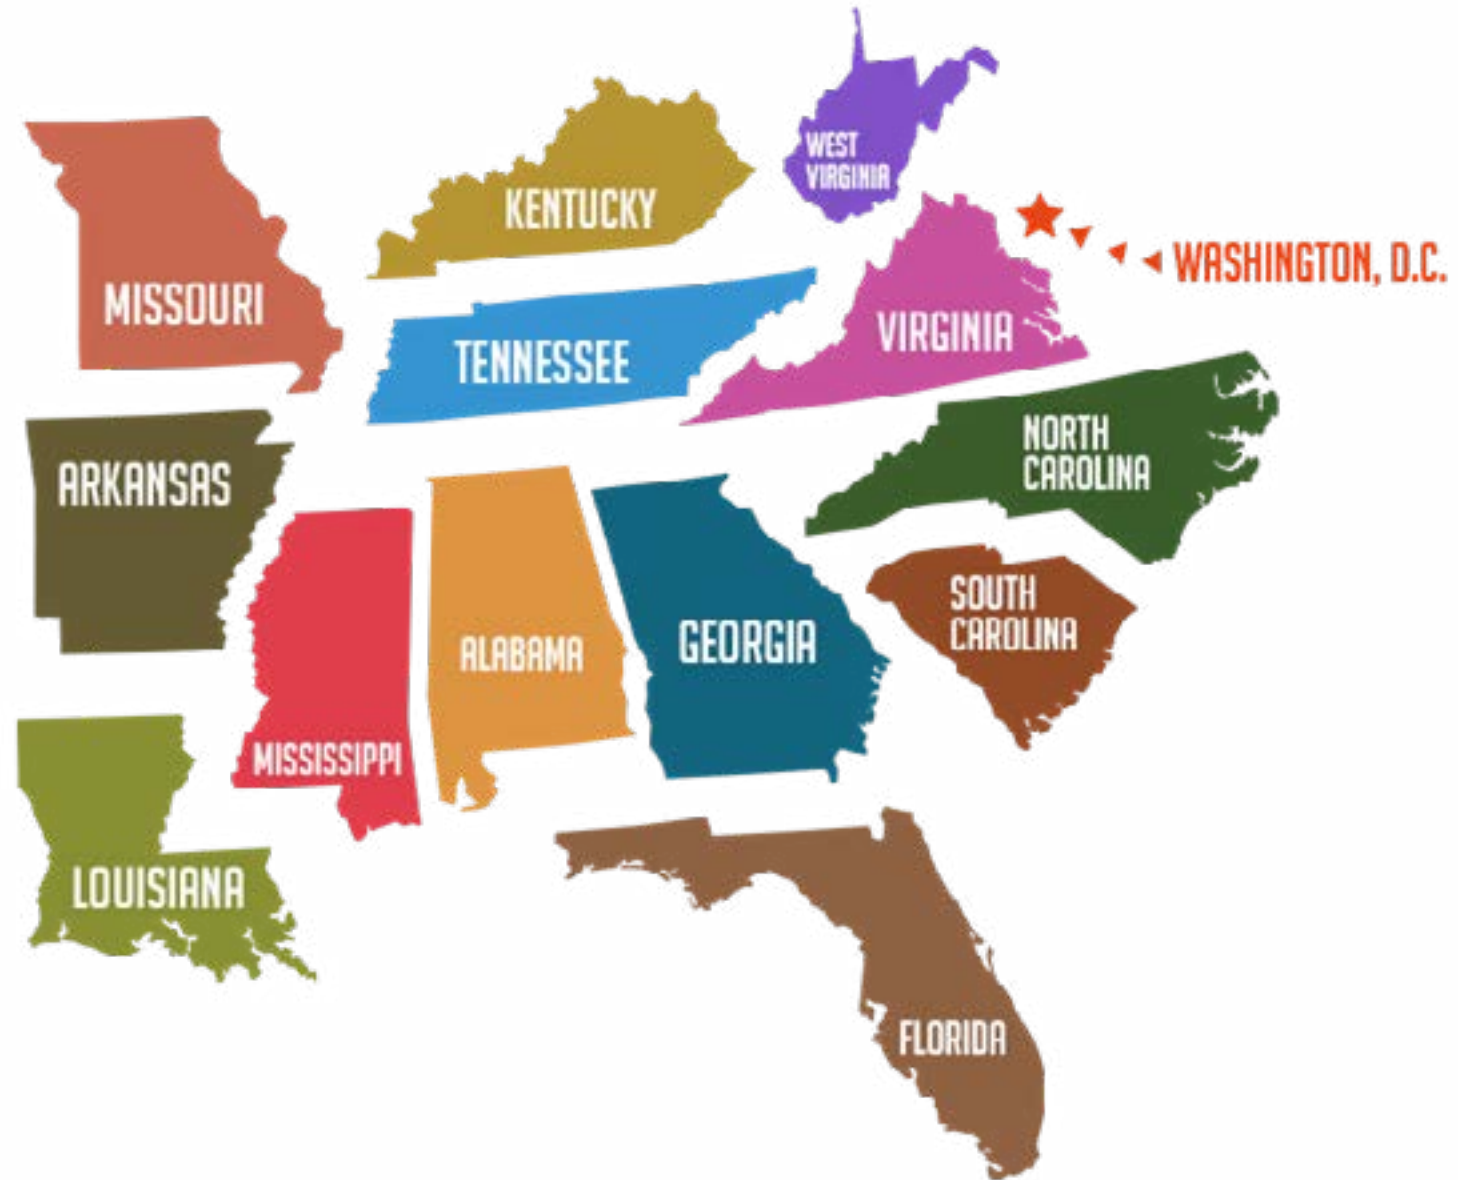 WEST
VIRGINIA
KENTUCKY
WASHINGTON, D.C.
MISSOURI
VIRGINIA
TENNESSEE
NORTH
CAROLINA
ARKANSAS
SOUTH
CAROLINA
GEORGIA
ALABAMA
MISSISSIPPI
LOUISIANA
FLORIDA